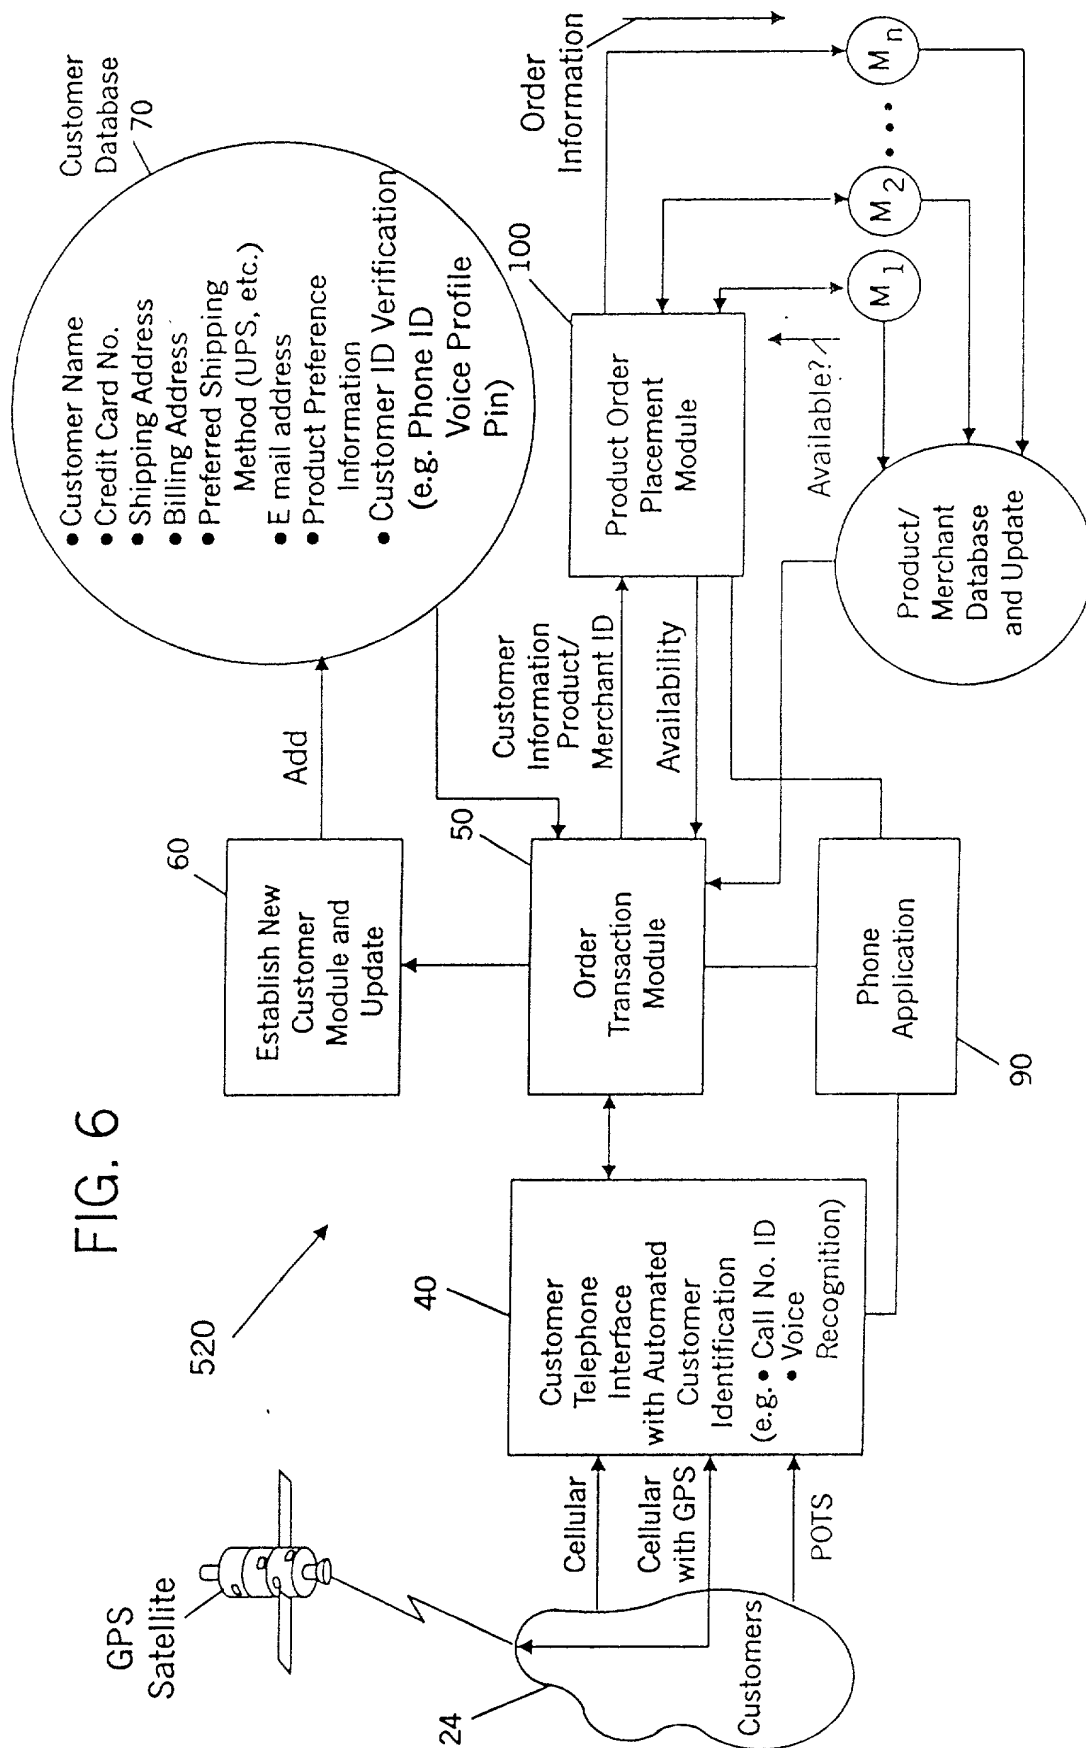 FIG. 6
520
GPS
Satellite
24
Customers
Cellular
Cellular
with GPS
POTS
40
Customer
Telephone
Interface
with Automated
Customer
Identification
(e.g. • Call No. ID
• Voice
Recognition)
60
Establish New
Customer
Module and
Update
Add
50
Order
Transaction
Module
Phone
Application
90
Customer
Database
70
• Customer Name
• Credit Card No.
• Shipping Address
• Billing Address
• Preferred Shipping
Method (UPS, etc.)
• E mail address
• Product Preference
Information
• Customer ID Verification
(e.g. Phone ID
Voice Profile
Pin)
Customer
Information
Product/
Merchant ID
Availability
100
Product Order
Placement
Module
Order
Information
Available?
M1
M2
• • • •
Mn
Product/
Merchant
Database
and Update